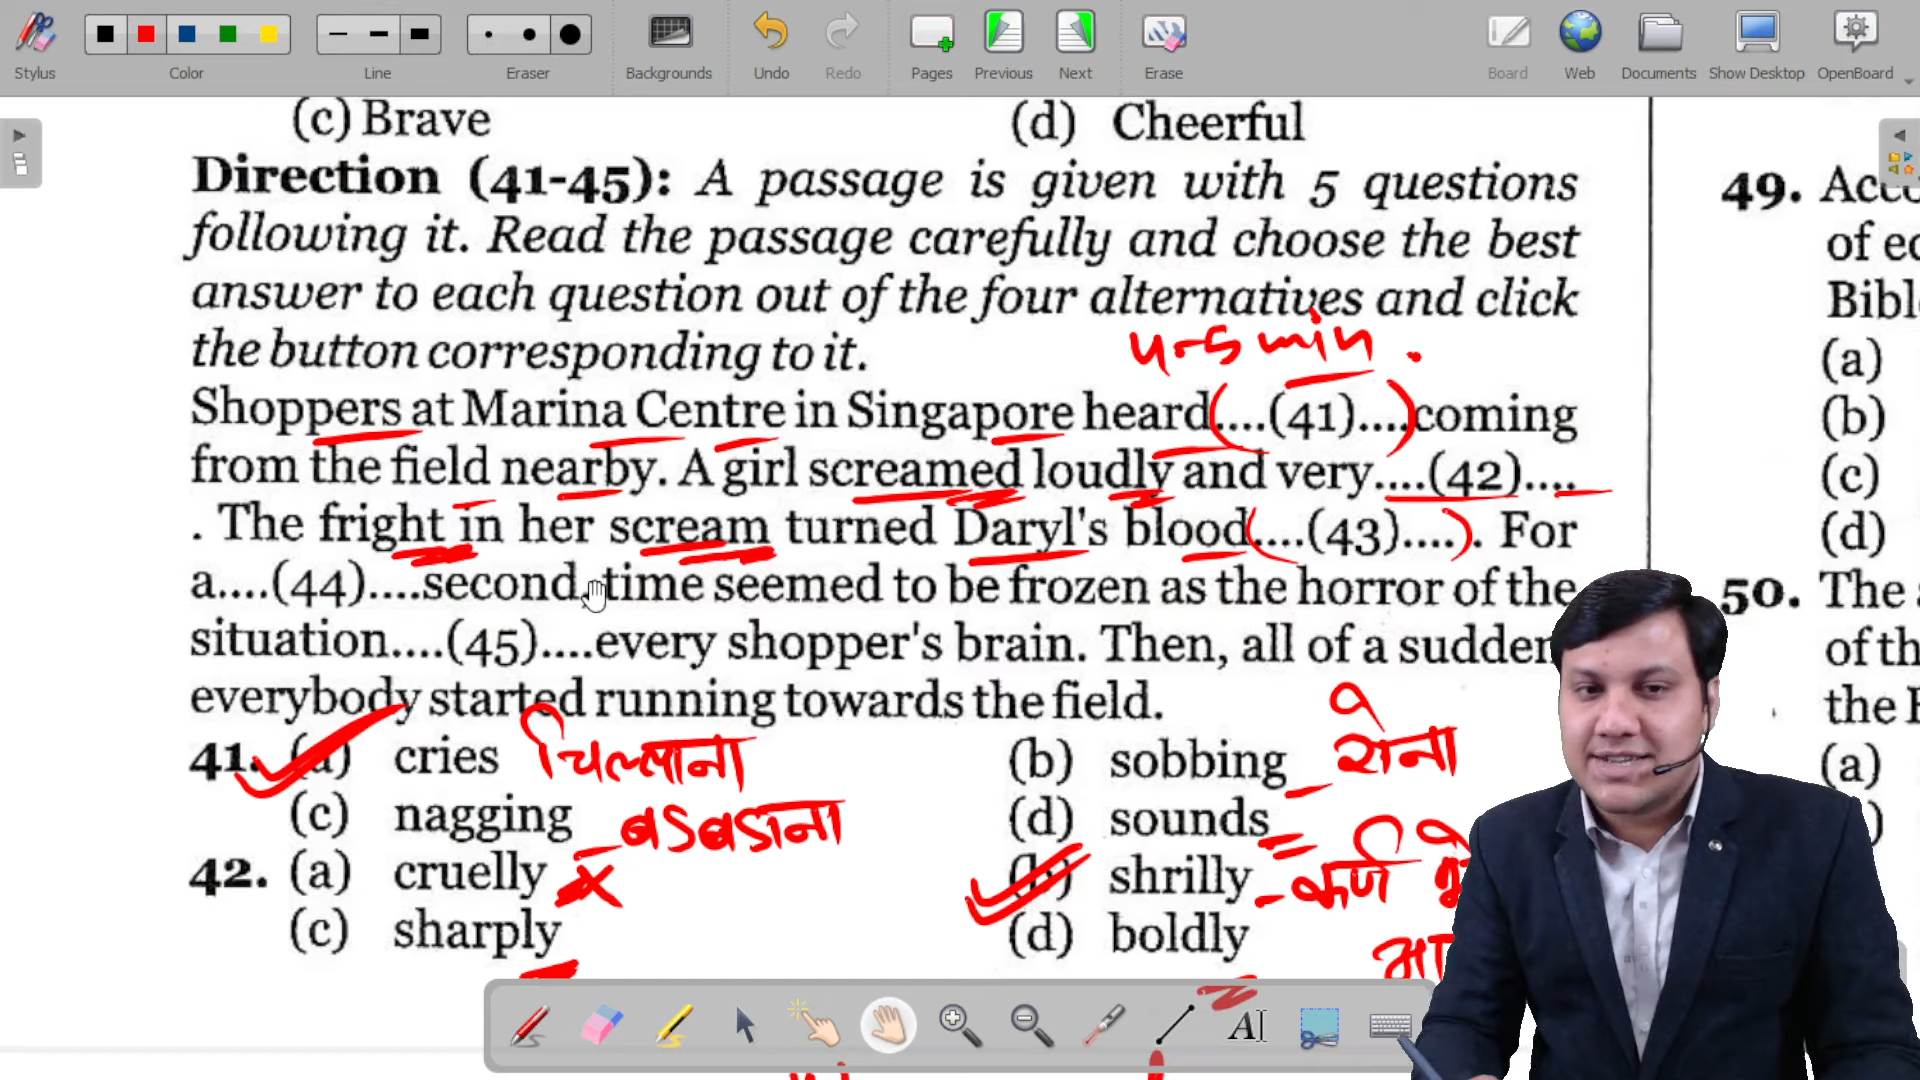 Stylus
Color
Line
Eraser
Backgrounds
Undo
Redo
Pages
Previous
Next
Erase
Board
Web
Documents
Show Desktop
OpenBoard
(c) Brave
(d) Cheerful
Direction (41-45): A passage is given with 5 questions
following it. Read the passage carefully and choose the best
answer to each question out of the four alternatives and click
the button corresponding to it.
4-5 min.
Shoppers at Marina Centre in Singapore heard....(41)....coming
from the field nearby. A girl screamed loudly and very....(42)....
. The fright in her scream turned Daryl's blood....(43).... . For
a....(44)....second, time seemed to be frozen as the horror of the
situation....(45)....every shopper's brain. Then, all of a sudden
everybody started running towards the field.
41. (a) cries चिल्लाना
(b) sobbing रोना
(c) nagging बडबडाना
(d) sounds
42. (a) cruelly
(b) shrilly कर्ण
(c) sharply
(d) boldly
49.
of
(a)
(b)
(c)
(d)
50. The
of
the
(a)